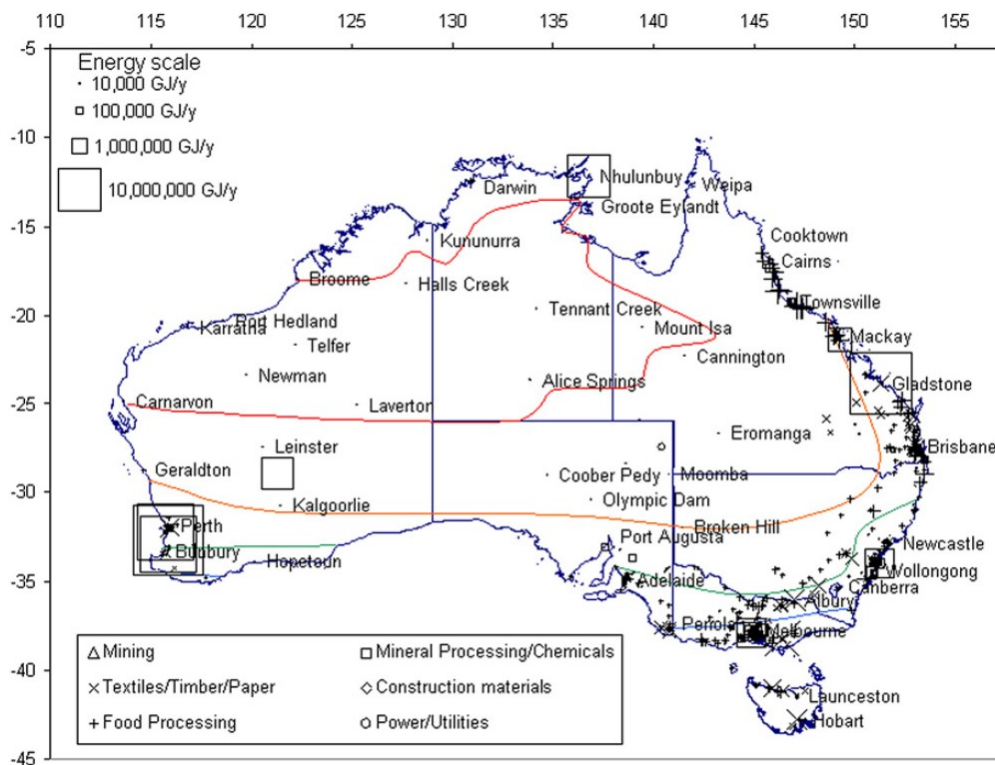 110 115 120 125 130 135 140 145 150 155
-5
Energy scale
10,000 GJ/y
100,000 GJ/y
-10
1,000,000 GJ/y
10,000,000 GJ/y
Nhulunbuy
Weipa
Darwin
Groote Eylandt
-15
Kununurra
Cooktown
Cairns
Broome
Halls Creek
Tennant Creek
Townsville
-20
Port Hedland
Karratha
Mount Isa
Mackay
Telfer
Cannington
Newman
Alice Springs
Gladstone
-25
Carnarvon
Laverton
Leinster
Eromanga
Brisbane
Geraldton
Coober Pedy
Moomba
-30
Kalgoorlie
Olympic Dam
Broken Hill
Perth
Port Augusta
Newcastle
Bunbury
Hopetoun
Wollongong
-35
Adelaide
Canberra
Albury
Penola
Melbourne
Mining
Mineral Processing/Chemicals
-40
Textiles/Timber/Paper
Construction materials
Launceston
Food Processing
Power/Utilities
Hobart
-45